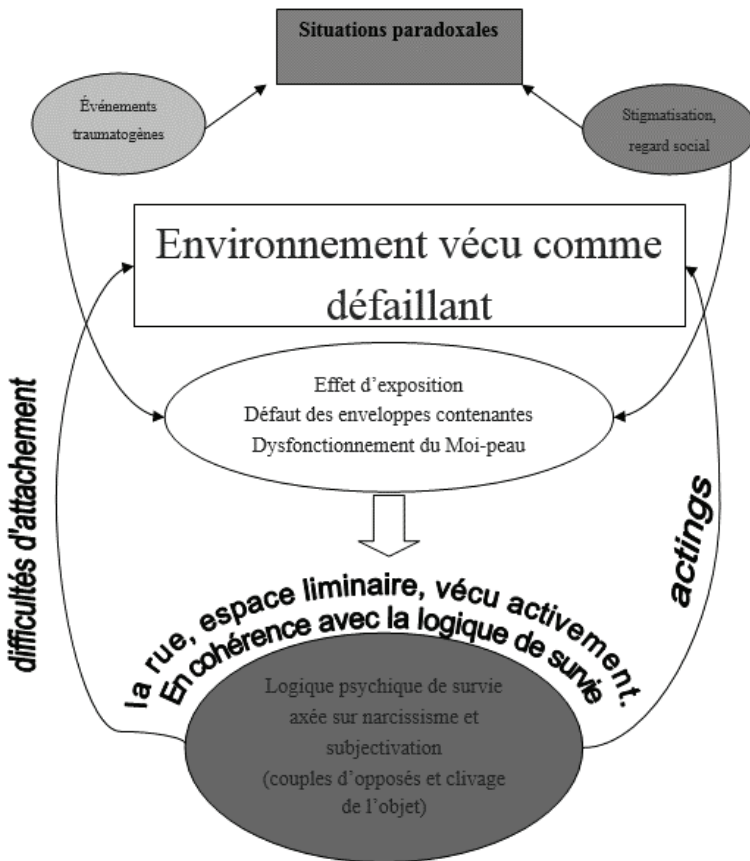 Situations paradoxales
Événements
traumatogènes
Stigmatisation,
regard social
Environnement vécu comme
défaillant
Effet d’exposition
Défaut des enveloppes contenantes
Dysfonctionnement du Moi-peau
difficultés d'attachement
actings
la rue, espace liminaire, vécu activement.
En cohérence avec la logique de survie
Logique psychique de survie
axée sur narcissisme et
subjectivation
(couples d’opposés et clivage
de l’objet)